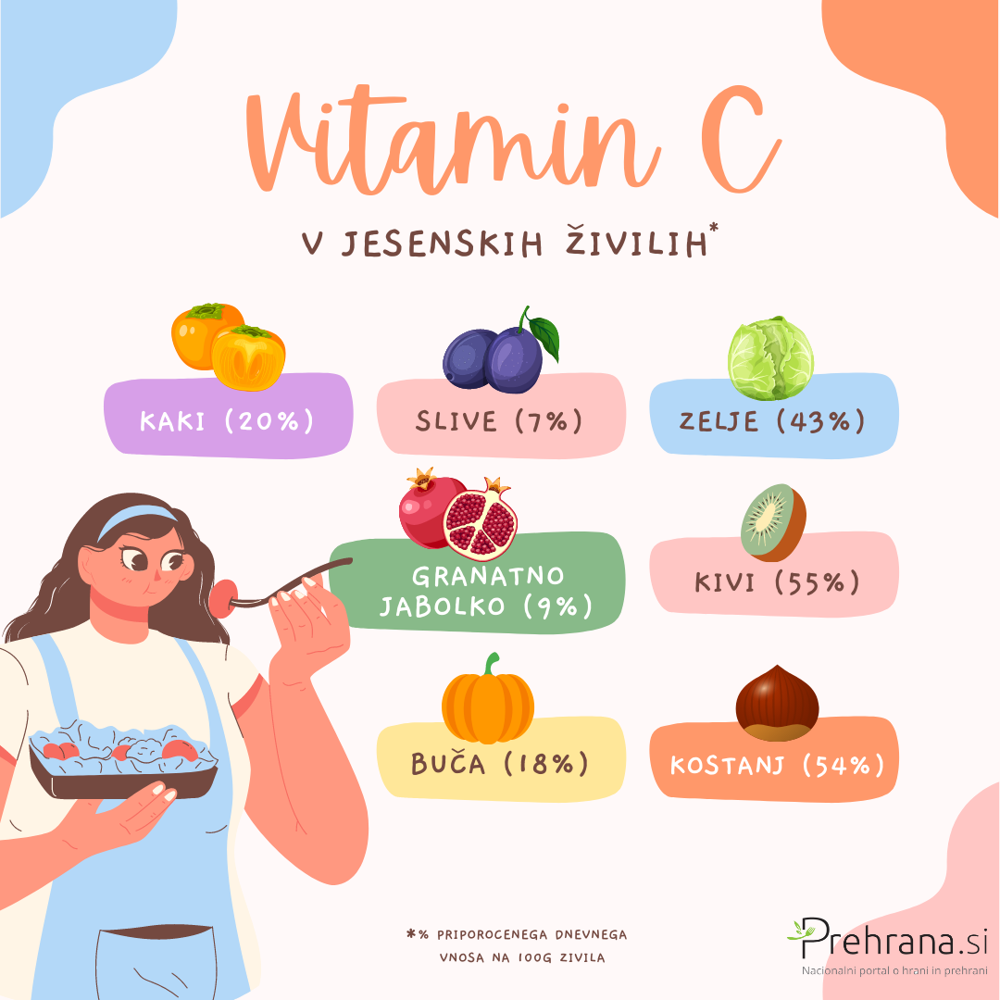 Vitamin C
V JESENSKIH ŽIVILIH*
KAKI (20%)
SLIVE (7%)
ZELJE (43%)
GRANATNO
JABOLKO (9%)
KIVI (55%)
BUČA (18%)
KOSTANJ (54%)
*% PRIPOROCENEGA DNEVNEGA
VNOSA NA 100G ZIVILA
Prehrana.si
Nacionalni portal o hrani in prehrani